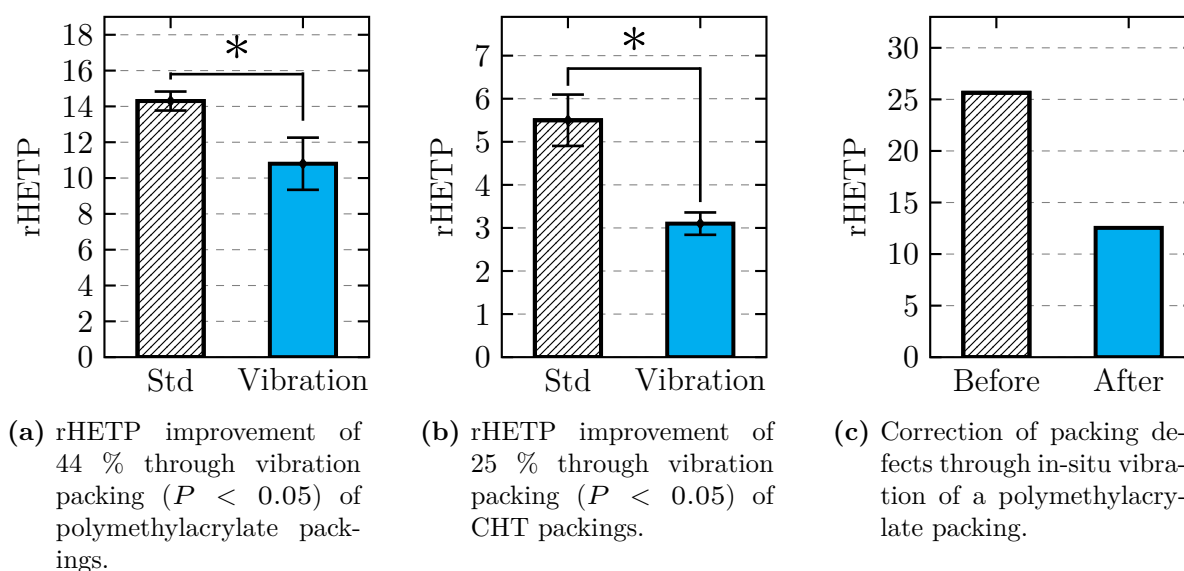 18
16
14
12
10
8
6
4
2
0
rHETP
*
Std Vibration
7
6
5
4
3
2
1
0
rHETP
*
Std Vibration
30
25
20
15
10
5
0
rHETP
Before After
(a) rHETP improvement of
44 % through vibration
packing (P < 0.05) of
polymethylacrylate pack-
ings.
(b) rHETP improvement of
25 % through vibration
packing (P < 0.05) of
CHT packings.
(c) Correction of packing de-
fects through in-situ vibra-
tion of a polymethylacry-
late packing.